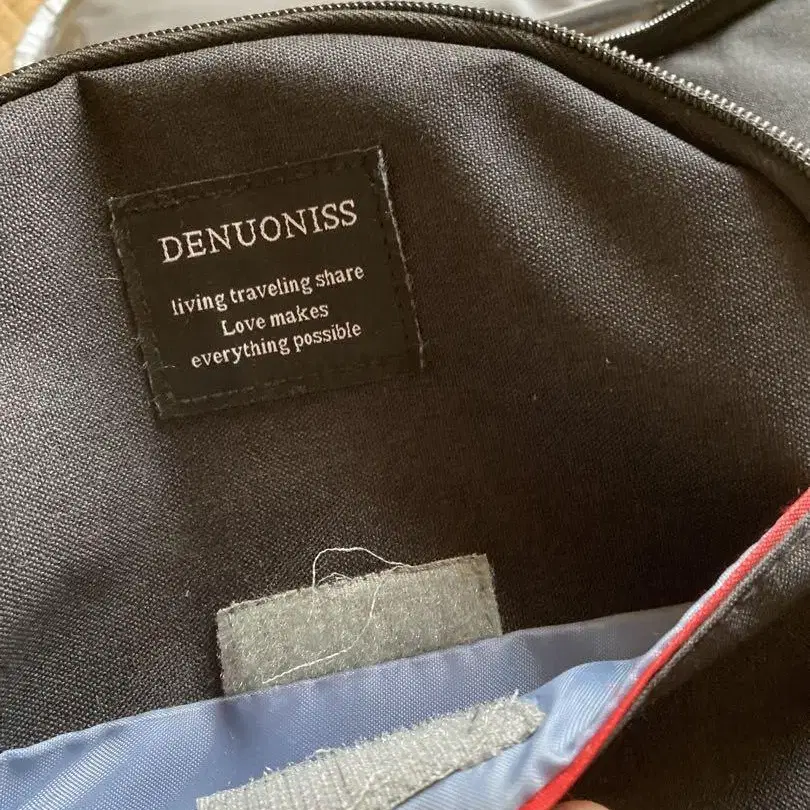 DENUONISS
living traveling share
Love makes
everything possible